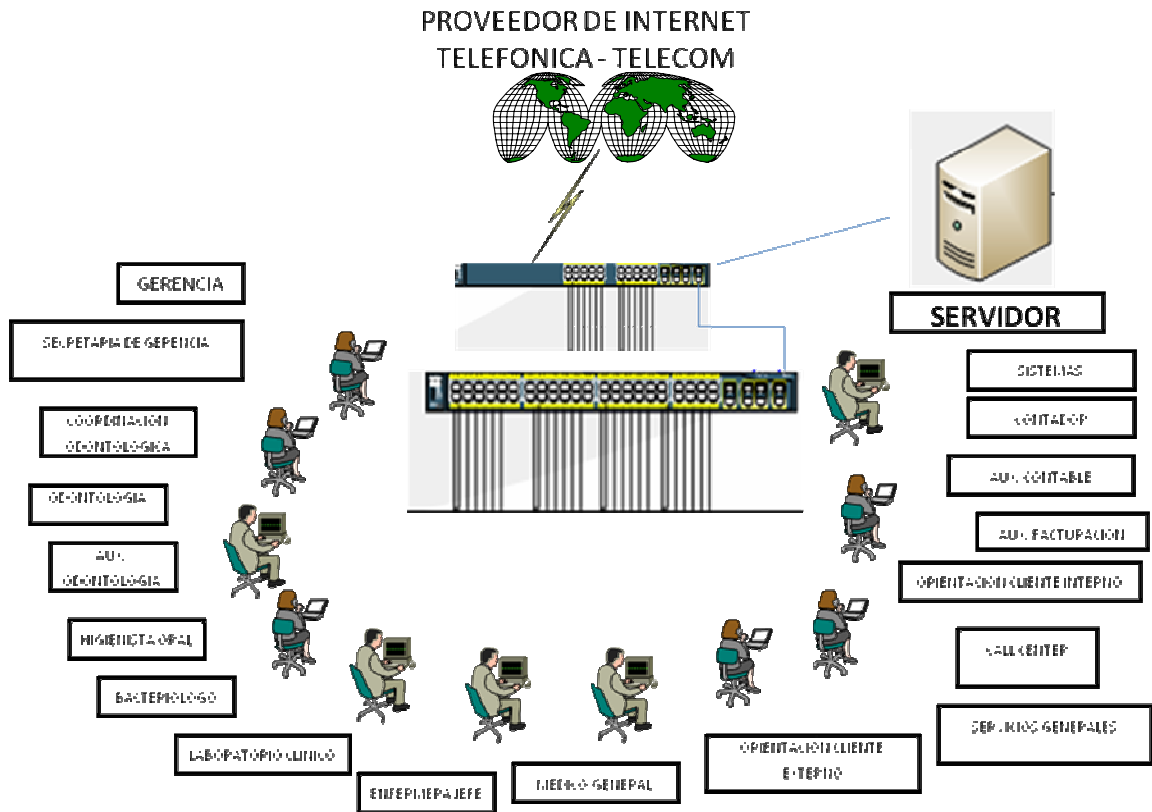 PROVEEDOR DE INTERNET
TELEFONICA - TELECOM
GERENCIA
SECRETARIA DE GERENCIA
COORDINACION
ODONTOLOGICA
ODONTOLOGIA
AUX.
ODONTOLOGIA
HIGIENISTA ORAL
BACTERIOLOGO
LABORATORIO CLINICO
ENFERMERA JEFE
MEDICO GENERAL
ORIENTACION CLIENTE
EXTERNO
SERVIDOR
SISTEMAS
CONTADOR
AUX. CONTABLE
AUX. FACTURACION
ORIENTACION CLIENTE INTERNO
CALL CENTER
SERVICIOS GENERALES